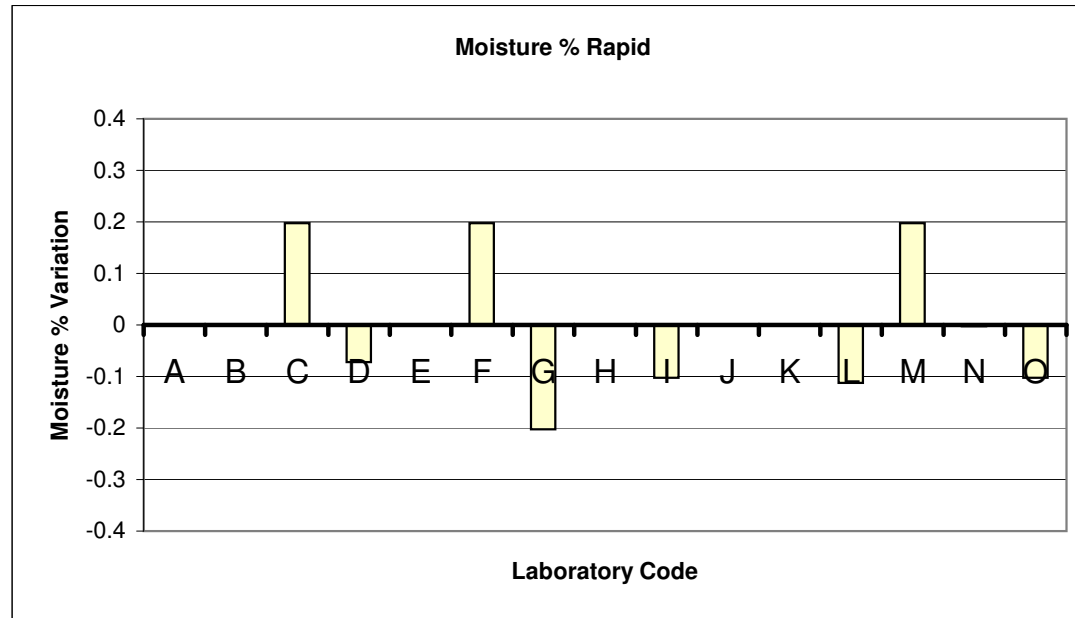 Moisture % Rapid
0.4
0.3
0.2
0.1
0
-0.1
-0.2
-0.3
-0.4
Moisture % Variation
A B C D E F G H I J K L M N O
Laboratory Code